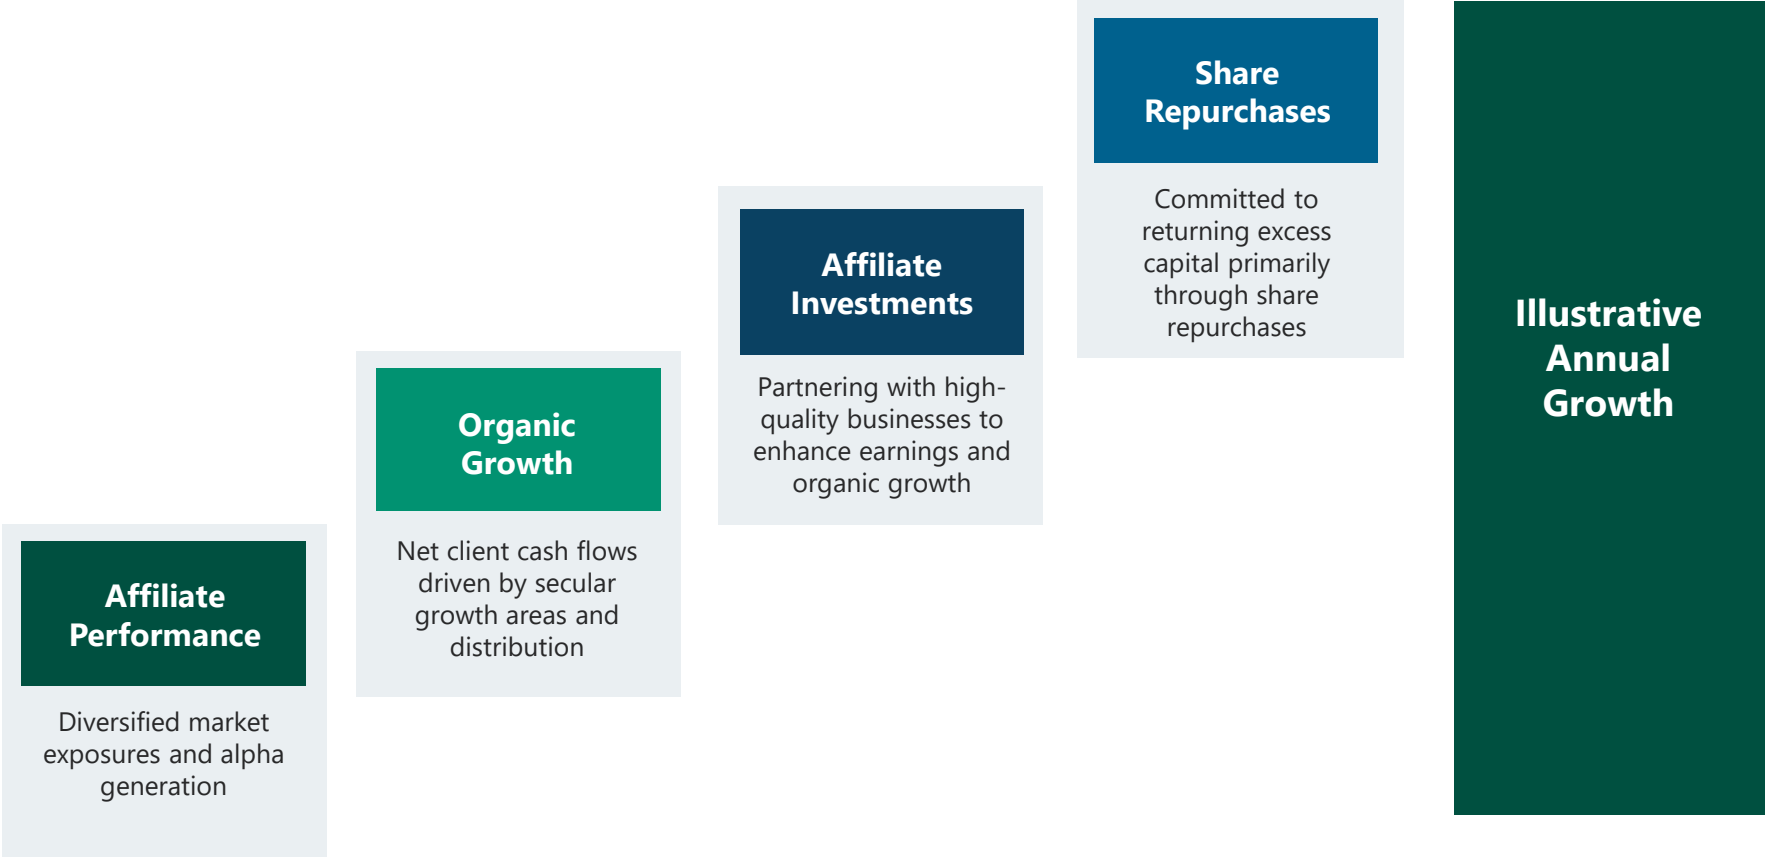 Affiliate
Performance
Diversified market
exposures and alpha
generation
Organic
Growth
Net client cash flows
driven by secular
growth areas and
distribution
Affiliate
Investments
Partnering with high-
quality businesses to
enhance earnings and
organic growth
Share
Repurchases
Committed to
returning excess
capital primarily
through share
repurchases
Illustrative
Annual
Growth